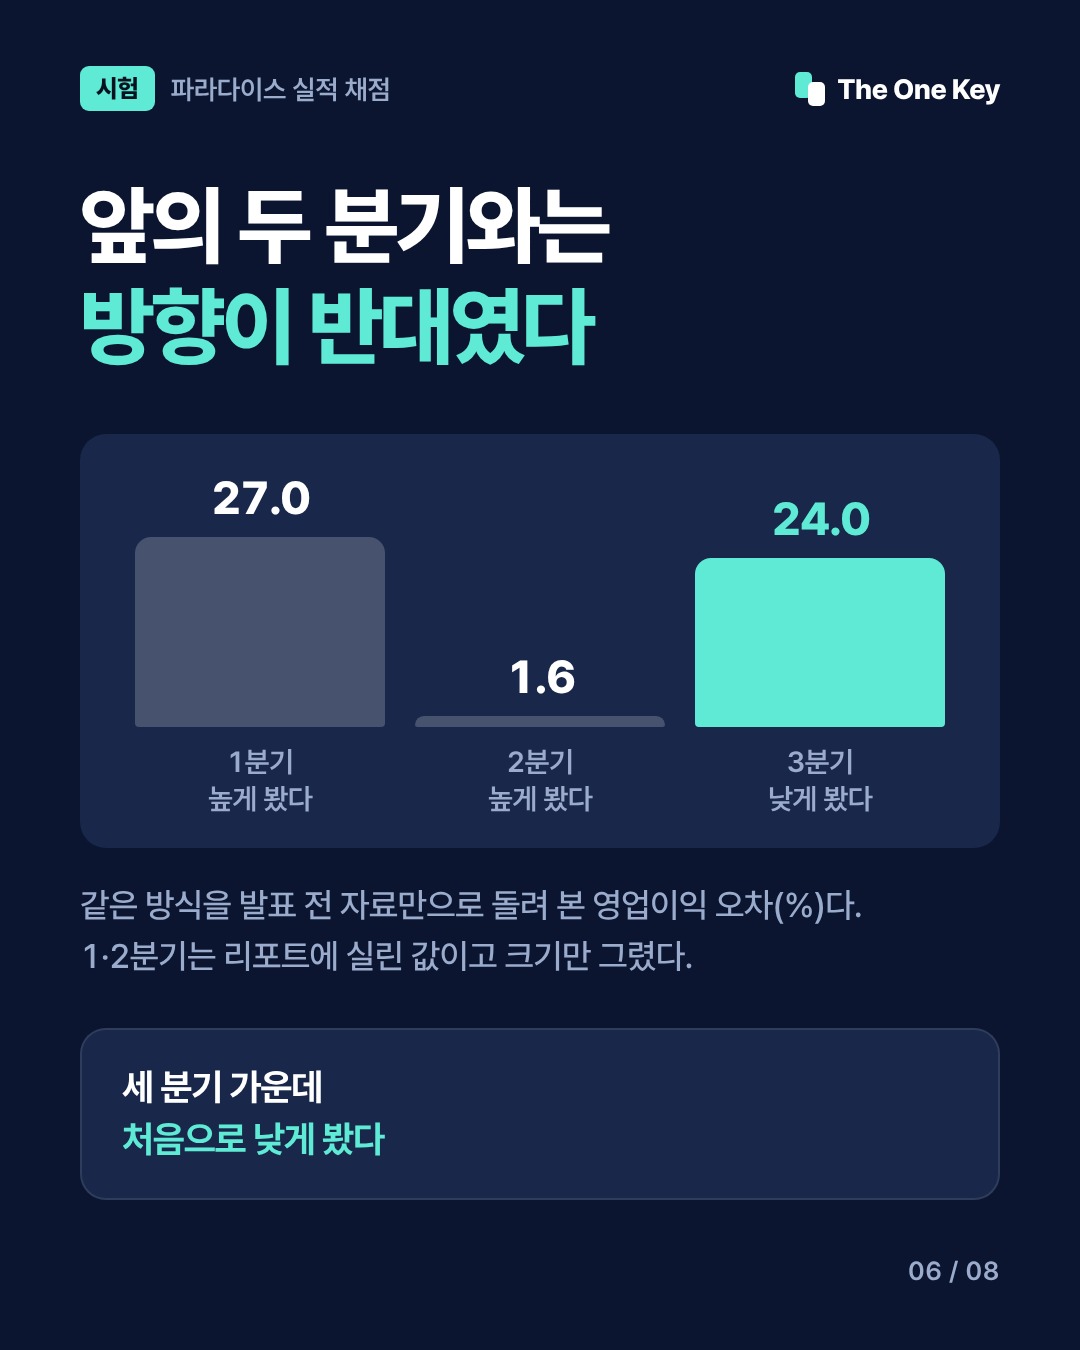 시험 파라다이스 실적 채점
The One Key
앞의 두 분기와는
방향이 반대였다
27.0
1.6
24.0
1분기
높게 봤다
2분기
높게 봤다
3분기
낮게 봤다
같은 방식을 발표 전 자료만으로 돌려 본 영업이익 오차(%)다.
1·2분기는 리포트에 실린 값이고 크기만 그렸다.
세 분기 가운데
처음으로 낮게 봤다
06 / 08